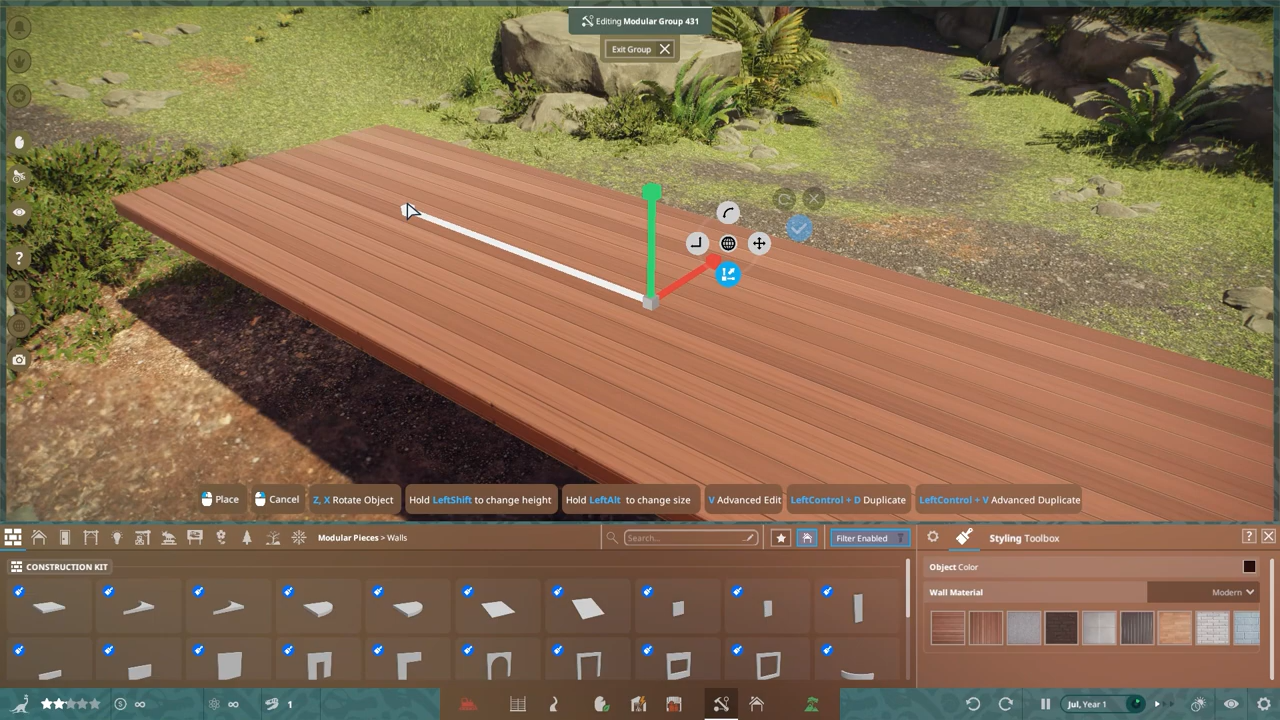 Editing Modular Group 431
Exit Group
Place
Cancel
Z, X Rotate Object
Hold LeftShift to change height
Hold LeftAlt to change size
V Advanced Edit
LeftControl + D Duplicate
LeftControl + V Advanced Duplicate
Modular Pieces > Walls
Search...
Filter Enabled
Styling Toolbox
?
CONSTRUCTION KIT
Object Color
Wall Material
Modern
∞
∞
1
Jul, Year 1